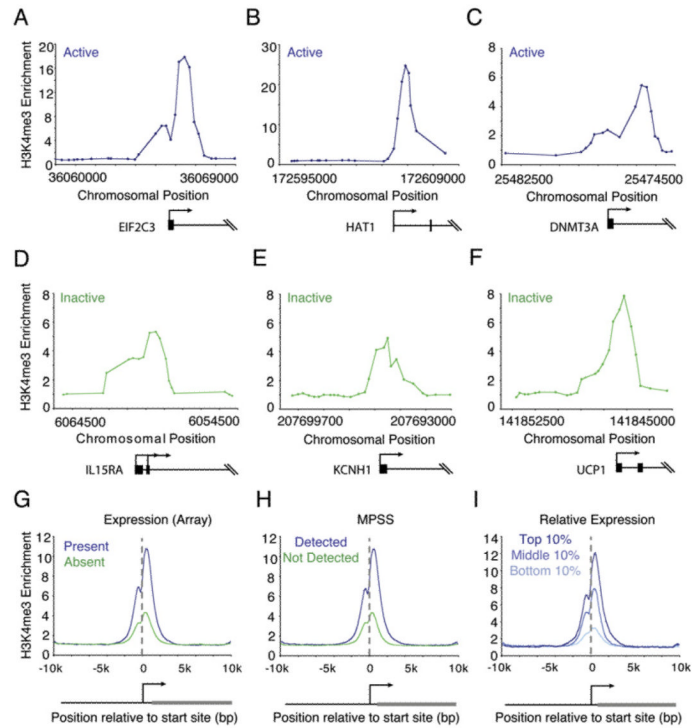 A
B
C
H3K4me3 Enrichment
20
16
12
8
4
0
Active
36060000
36069000
Chromosomal Position
EIF2C3
30
20
10
0
Active
172595000
172609000
Chromosomal Position
HAT1
8
6
4
2
0
Active
25482500
25474500
Chromosomal Position
DNMT3A
D
E
F
H3K4me3 Enrichment
8
6
4
2
0
Inactive
6064500
6054500
Chromosomal Position
IL15RA
8
6
4
2
0
Inactive
207699700
207693000
Chromosomal Position
KCNH1
8
6
4
2
0
Inactive
141852500
141845000
Chromosomal Position
UCP1
G
H
I
Expression (Array)
H3K4me3 Enrichment
12
10
8
6
4
2
0
Present
Absent
-10k
0
10k
Position relative to start site (bp)
MPSS
12
10
8
6
4
2
0
Detected
Not Detected
-10k
0
10k
Position relative to start site (bp)
Relative Expression
14
12
10
8
6
4
2
0
Top 10%
Middle 10%
Bottom 10%
-10k
0
10k
Position relative to start site (bp)